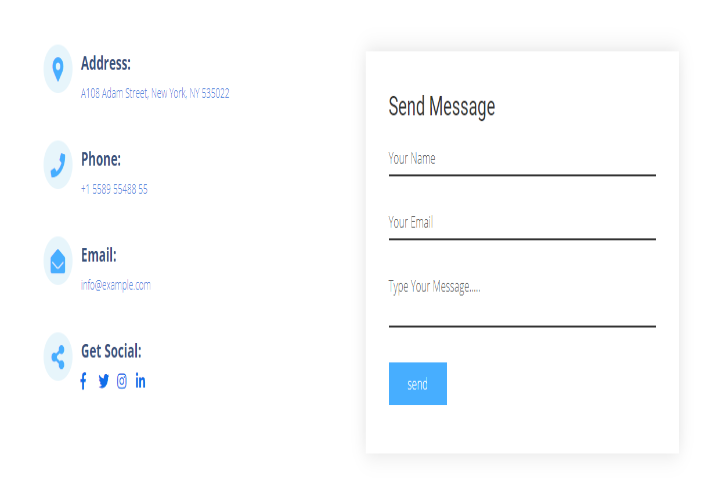 Address:
A108 Adam Street, New York, NY 535022
Phone:
+1 5589 55488 55
Email:
info@example.com
Get Social:
Send Message
Your Name
Your Email
Type Your Message.....
send